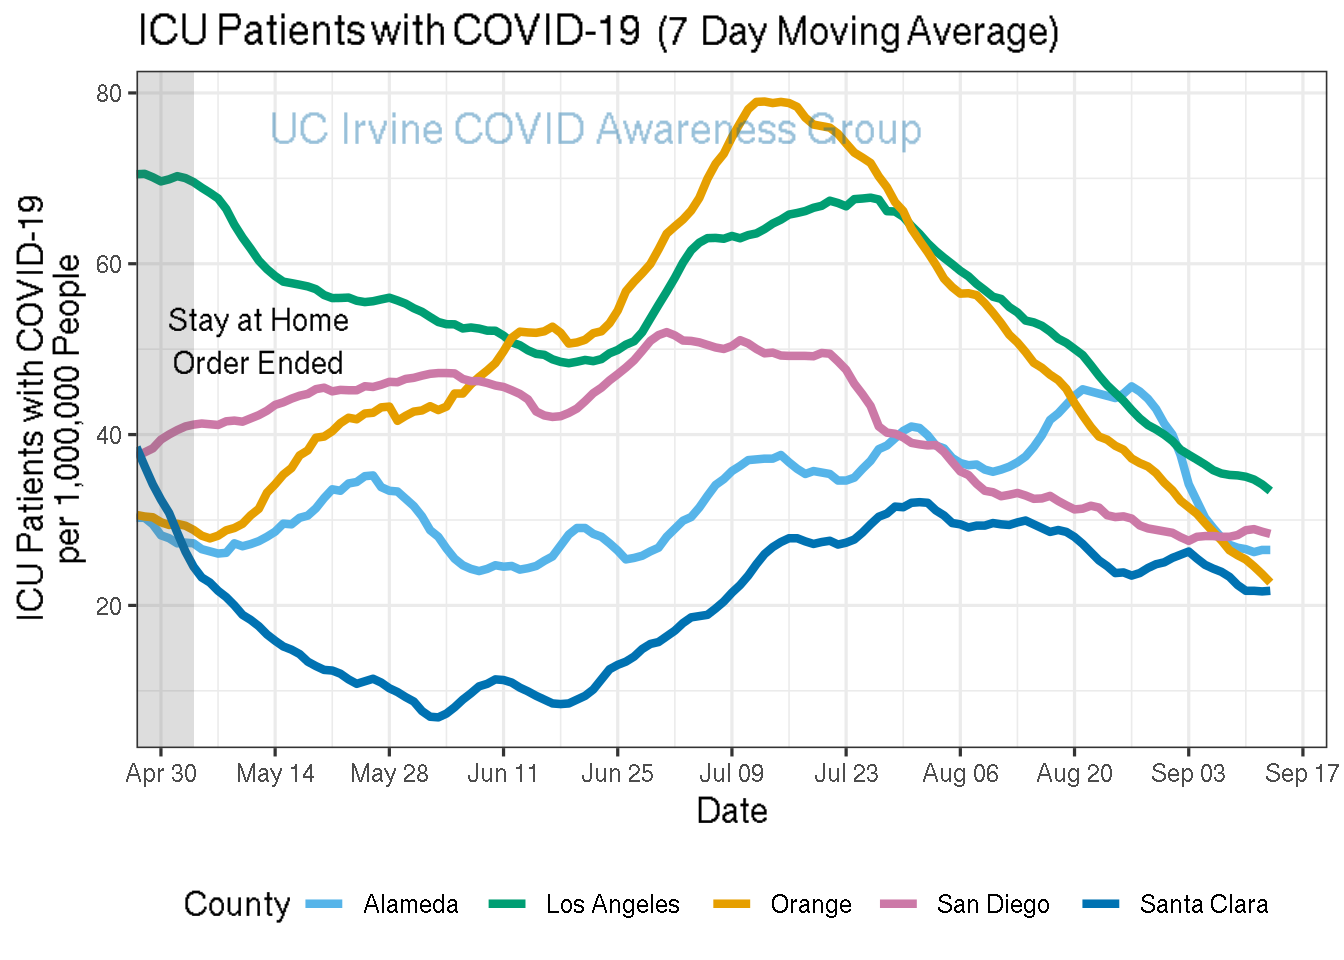 ICU Patients with COVID-19 (7 Day Moving Average)
UC Irvine COVID Awareness Group
Stay at Home
Order Ended
ICU Patients with COVID-19
per 1,000,000 People
80
60
40
20
Apr 30 May 14 May 28 Jun 11 Jun 25 Jul 09 Jul 23 Aug 06 Aug 20 Sep 03 Sep 17
Date
County Alameda Los Angeles Orange San Diego Santa Clara